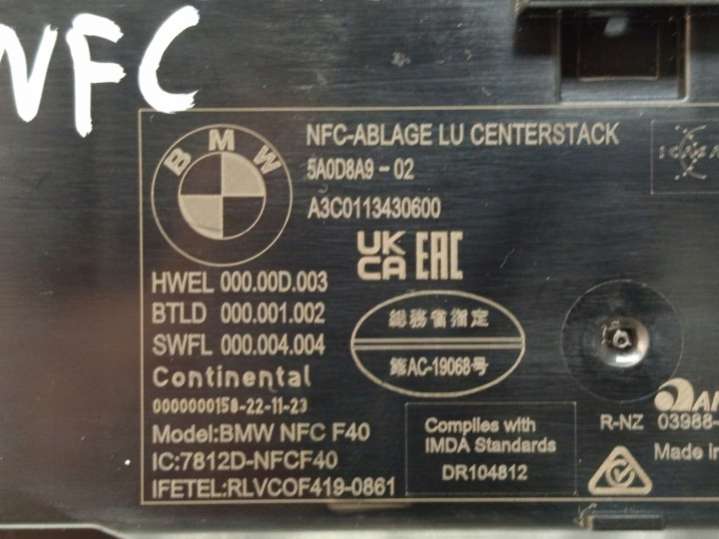 NFC
BMW
NFC-ABLAGE LU CENTERSTACK
5A0D8A9-02
A3C0113430600
UK
CA
EAC
HWEL 000.00D.003
BTLD 000.001.002
SWFL 000.004.004
総務省指定
第AC-19068号
Continental
0000000158-22-11-23
Model:BMW NFC F40
IC:7812D-NFCF40
IFETEL:RLVCOF419-0861
Complies with
IMDA Standards
DR104812
R-NZ
03988-
Made in